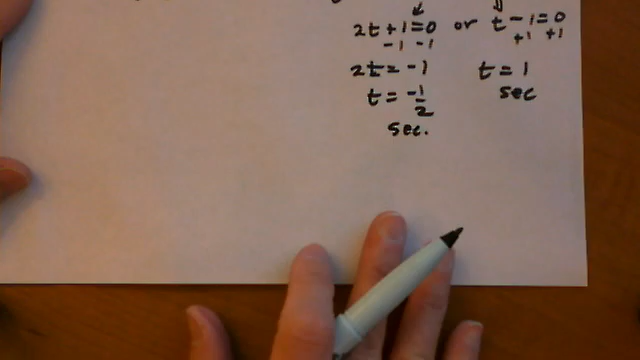 2t+1=0 or t-1=0
-1 -1 +1 +1
2t=-1 t=1
t=-1/2 sec
sec.